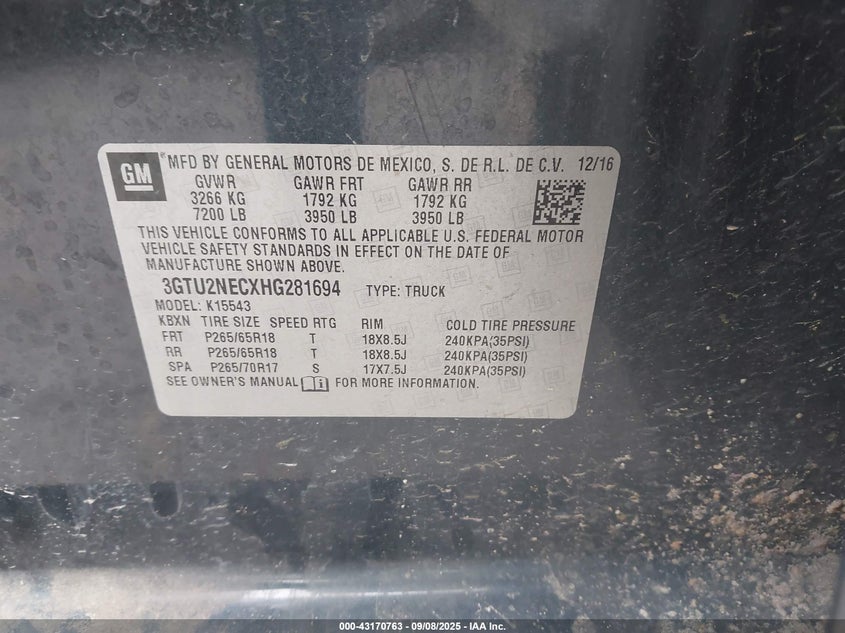 GM
® MFD BY GENERAL MOTORS DE MEXICO, S. DE R.L. DE C.V. 12/16
GVWR GAWR FRT GAWR RR
3266 KG 1792 KG 1792 KG
7200 LB 3950 LB 3950 LB
THIS VEHICLE CONFORMS TO ALL APPLICABLE U.S. FEDERAL MOTOR
VEHICLE SAFETY STANDARDS IN EFFECT ON THE DATE OF
MANUFACTURE SHOWN ABOVE.
3GTU2NECXHG281694 TYPE: TRUCK
MODEL: K15543
KBXN TIRE SIZE SPEED RTG RIM COLD TIRE PRESSURE
FRT P265/65R18 T 18X8.5J 240KPA(35PSI)
RR P265/65R18 T 18X8.5J 240KPA(35PSI)
SPA P265/70R17 S 17X7.5J 240KPA(35PSI)
SEE OWNER'S MANUAL FOR MORE INFORMATION.
000-43170763 - 09/08/2025 - IAA Inc.